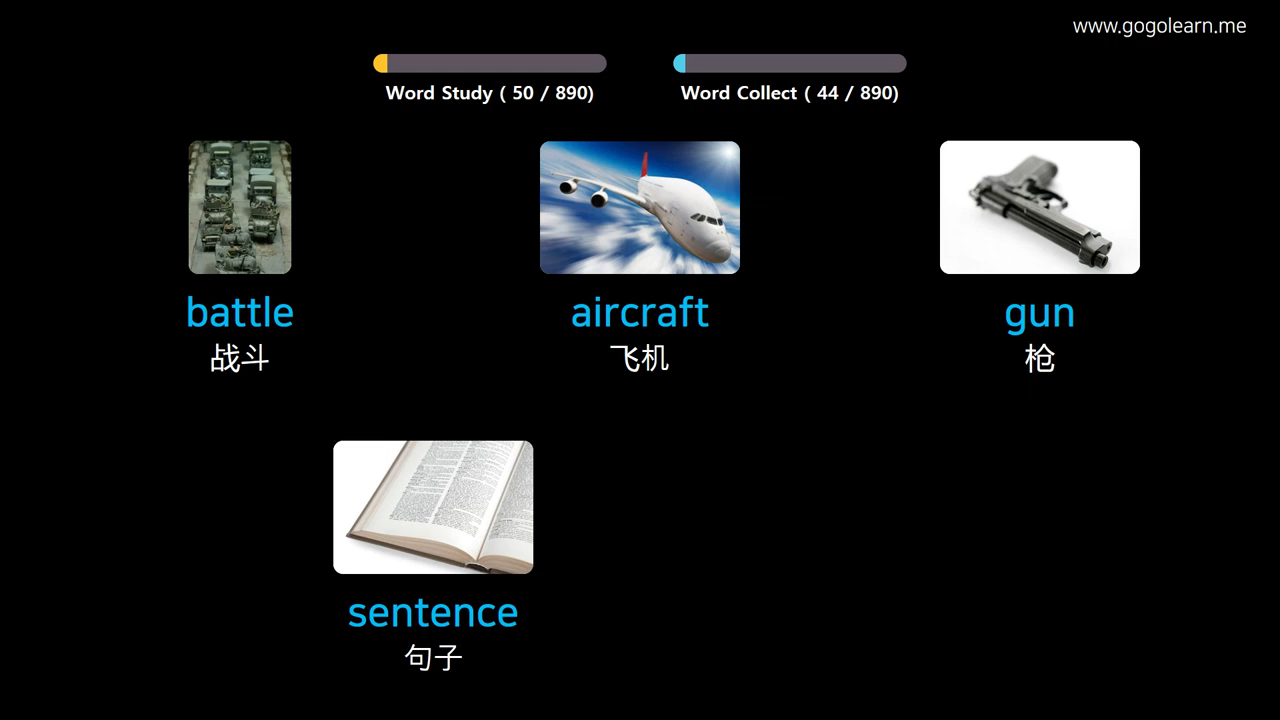 www.gogolearn.me
Word Study ( 50 / 890)
Word Collect ( 44 / 890)
battle
战斗
aircraft
飞机
gun
枪
sentence
句子